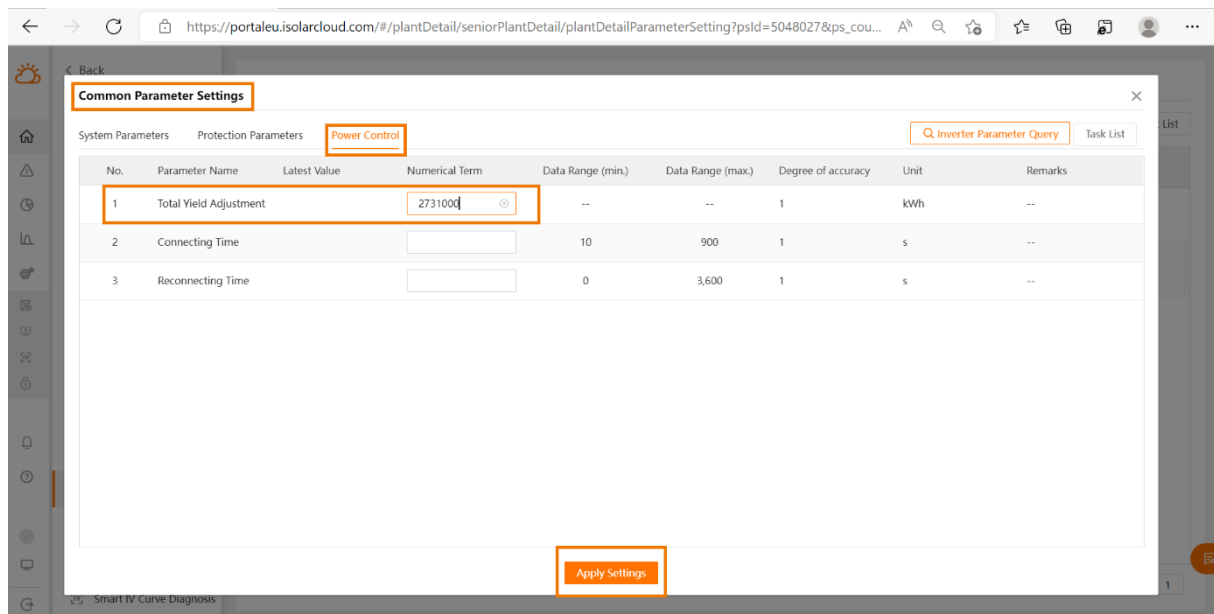 https://portaleu.isolarcloud.com/#/plantDetail/seniorPlantDetail/plantDetailParameterSetting?psId=5048027&ps_cou...
< Back
Common Parameter Settings
System Parameters Protection Parameters Power Control Inverter Parameter Query Task List List
No. Parameter Name Latest Value Numerical Term Data Range (min.) Data Range (max.) Degree of accuracy Unit Remarks
1 Total Yield Adjustment 2731000 -- -- 1 kWh --
2 Connecting Time 10 900 1 s --
3 Reconnecting Time 0 3,600 1 s --
Apply Settings
1
Smart IV Curve Diagnosis